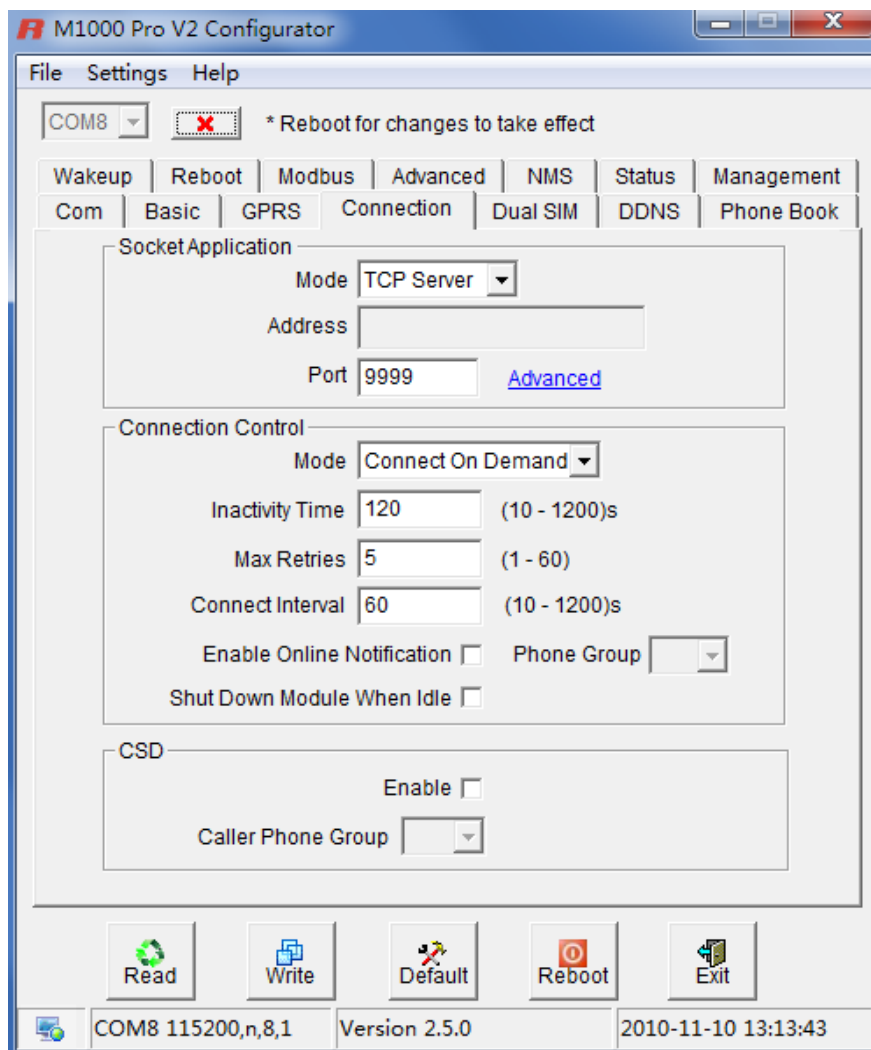 M1000 Pro V2 Configurator
File Settings Help
COM8 * Reboot for changes to take effect
Wakeup Reboot Modbus Advanced NMS Status Management
Com Basic GPRS Connection Dual SIM DDNS Phone Book
Socket Application
Mode TCP Server
Address
Port 9999 Advanced
Connection Control
Mode Connect On Demand
Inactivity Time 120 (10 - 1200)s
Max Retries 5 (1 - 60)
Connect Interval 60 (10 - 1200)s
Enable Online Notification Phone Group
Shut Down Module When Idle
CSD
Enable
Caller Phone Group
Read Write Default Reboot Exit
COM8 115200,n,8,1 Version 2.5.0 2010-11-10 13:13:43